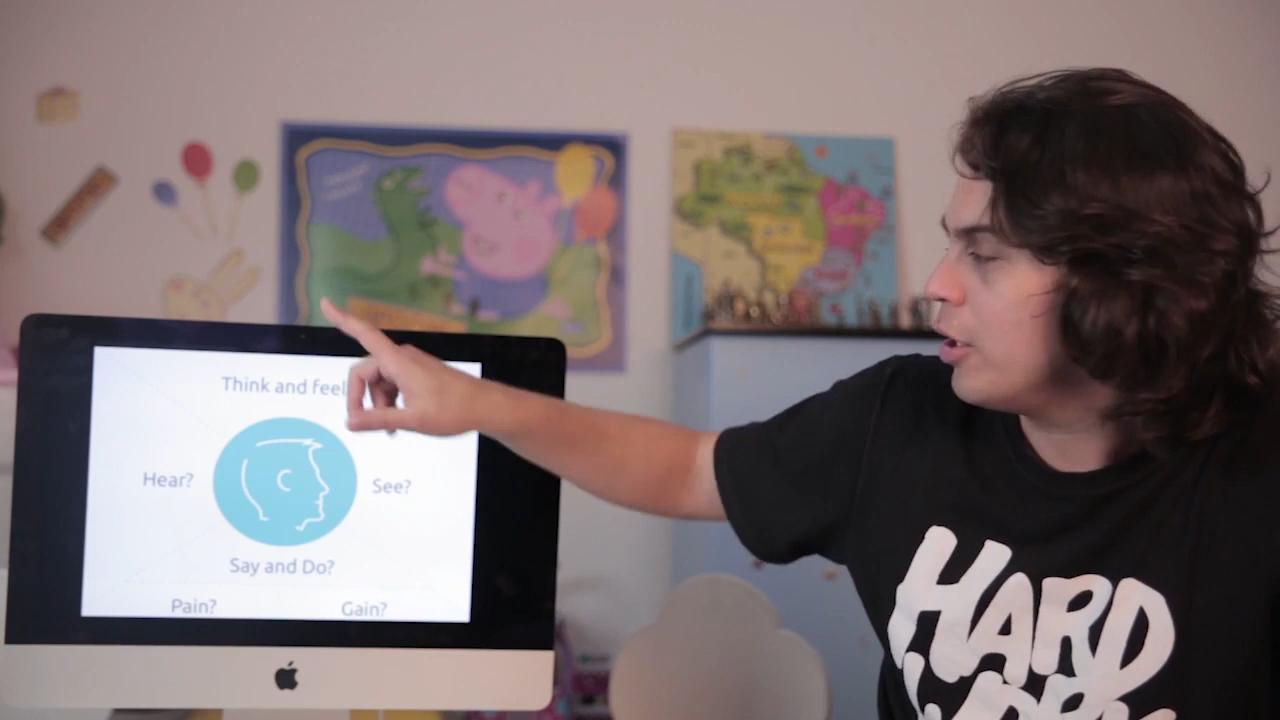 Think and feel
Hear?
See?
Say and Do?
Pain?
Gain?
HARD